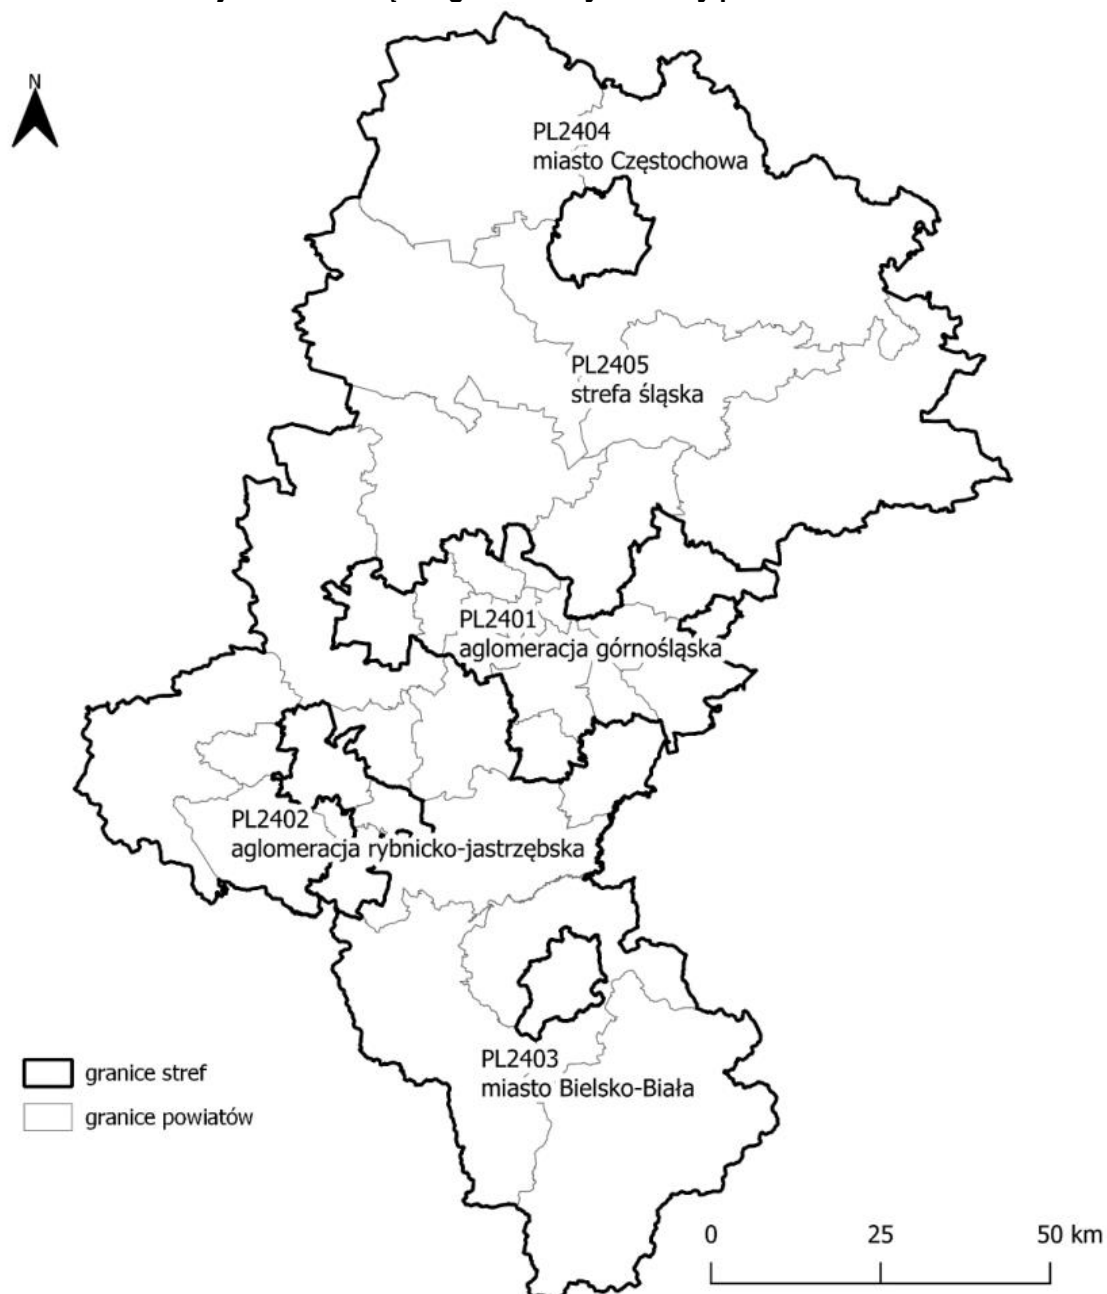 N
PL2404
miasto Częstochowa
PL2405
strefa śląska
PL2401
aglomeracja górnośląska
PL2402
aglomeracja rybnicko-jastrzębska
PL2403
miasto Bielsko-Biała
granice stref
granice powiatów
0 25 50 km